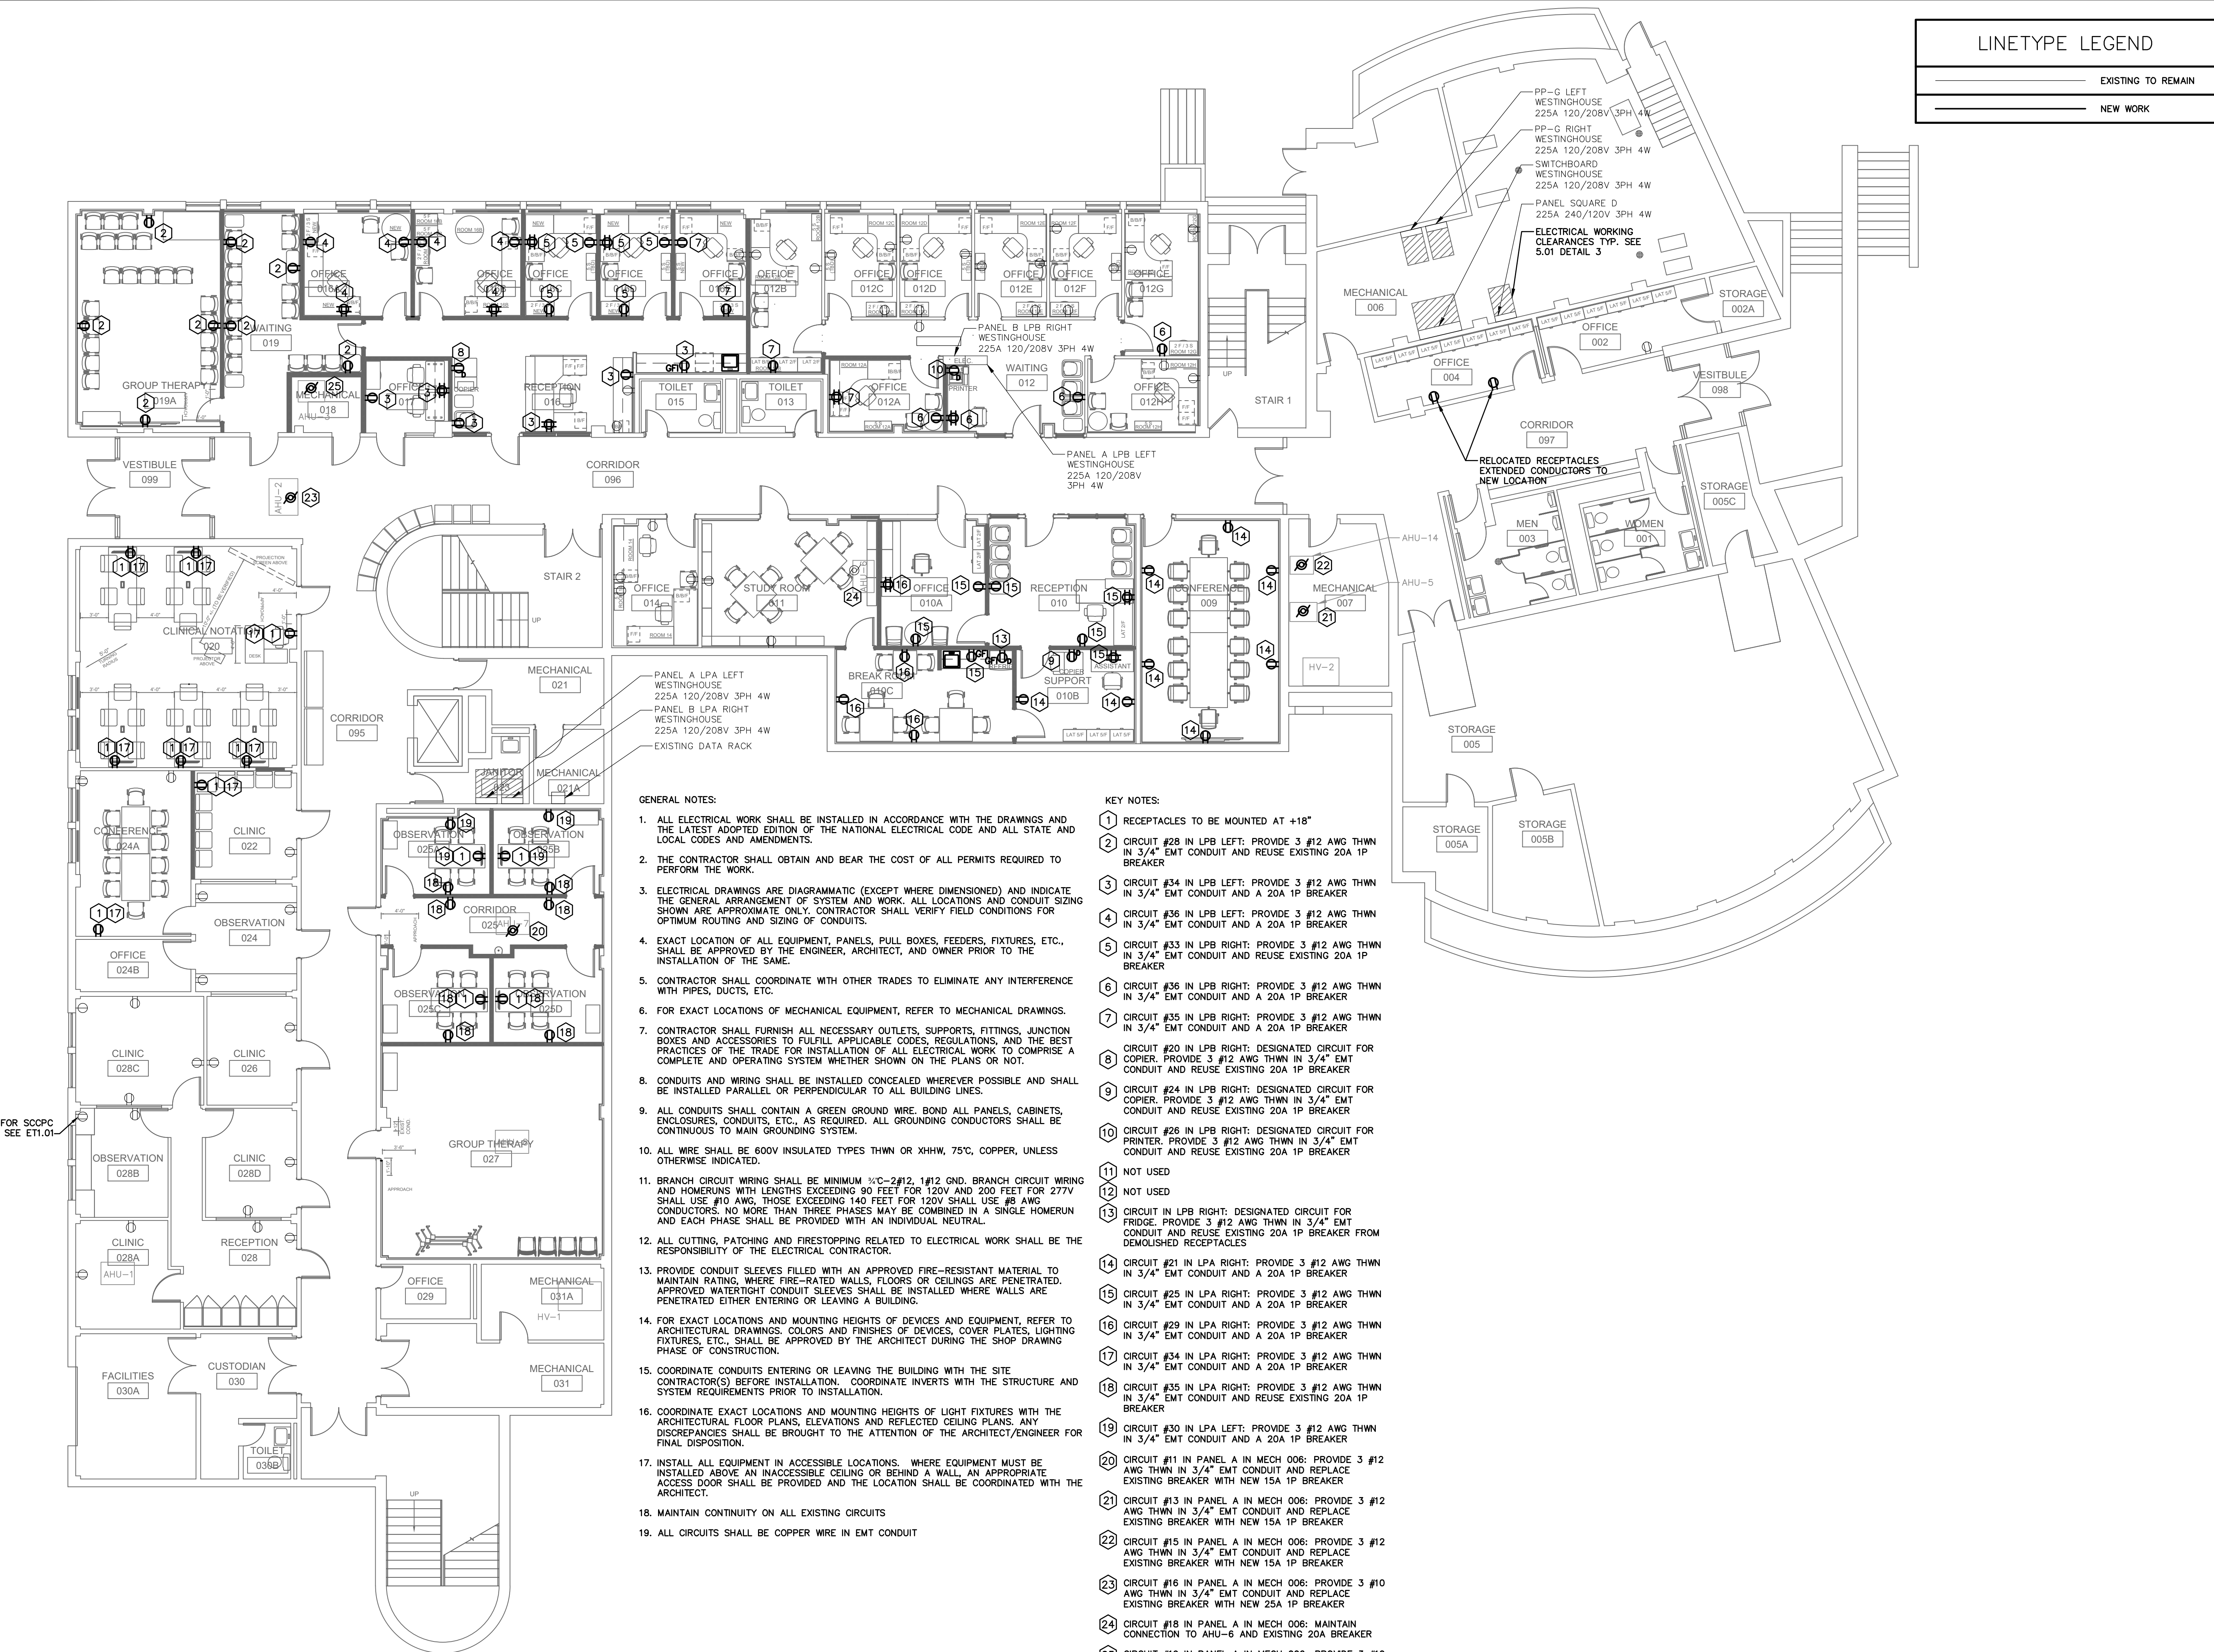 LINETYPE LEGEND
EXISTING TO REMAIN
NEW WORK
PP-G LEFT
WESTINGHOUSE
225A 120/208V 3PH 4W
PP-G RIGHT
WESTINGHOUSE
225A 120/208V 3PH 4W
SWITCHBOARD
WESTINGHOUSE
225A 120/208V 3PH 4W
PANEL SQUARE D
225A 240/120V 3PH 4W
ELECTRICAL WORKING
CLEARANCES TYP. SEE
5.01 DETAIL 3
MECHANICAL
006
STORAGE
002A
OFFICE
002
OFFICE
004
VESITBULE
098
CORRIDOR
097
RELOCATED RECEPTACLES
EXTENDED CONDUCTORS TO
NEW LOCATION
STORAGE
005C
MEN
003
WOMEN
001
GROUP THERAPY
019A
WAITING
019
MECHANICAL
018
OFFICE
017
COPIER
RECEPTION
016
TOILET
015
TOILET
013
OFFICE
012A
OFFICE
012B
OFFICE
012C
OFFICE
012D
OFFICE
012E
OFFICE
012F
OFFICE
012G
OFFICE
012H
PANEL B LPB RIGHT
WESTINGHOUSE
225A 120/208V 3PH 4W
ELEC.
PRINTER
WAITING
012
STAIR 1
UP
PANEL A LPB LEFT
WESTINGHOUSE
225A 120/208V
3PH 4W
VESTIBULE
099
AHU-2
CORRIDOR
096
STAIR 2
UP
OFFICE
014
STUDY ROOM
011
OFFICE
010A
RECEPTION
010
CONFERENCE
009
AHU-14
AHU-5
MECHANICAL
007
HV-2
BREAK ROOM
010C
COPIER
ASSISTANT
SUPPORT
010B
STORAGE
005
STORAGE
005A
STORAGE
005B
PROJECTION
SCREEN ABOVE
CLINICAL NOTATION
020
PROJECTOR
ABOVE
DESK
5'-0"
TURNING
RADIUS
MECHANICAL
021
CORRIDOR
095
PANEL A LPA LEFT
WESTINGHOUSE
225A 120/208V 3PH 4W
PANEL B LPA RIGHT
WESTINGHOUSE
225A 120/208V 3PH 4W
EXISTING DATA RACK
JANITOR
023
MECHANICAL
021A
CONFERENCE
024A
CLINIC
022
OBSERVATION
025A
OBSERVATION
025B
OBSERVATION
024
OFFICE
024B
CORRIDOR
025
AHU-7
OBSERVATION
025C
OBSERVATION
025D
CLINIC
028C
CLINIC
026
FOR SCCPC
SEE ET1.01
OBSERVATION
028B
CLINIC
028D
GROUP THERAPY
027
APPROACH
CLINIC
028A
AHU-1
RECEPTION
028
OFFICE
029
MECHANICAL
031A
HV-1
FACILITIES
030A
CUSTODIAN
030
MECHANICAL
031
TOILET
030B
UP
GENERAL NOTES:
1. ALL ELECTRICAL WORK SHALL BE INSTALLED IN ACCORDANCE WITH THE DRAWINGS AND
THE LATEST ADOPTED EDITION OF THE NATIONAL ELECTRICAL CODE AND ALL STATE AND
LOCAL CODES AND AMENDMENTS.
2. THE CONTRACTOR SHALL OBTAIN AND BEAR THE COST OF ALL PERMITS REQUIRED TO
PERFORM THE WORK.
3. ELECTRICAL DRAWINGS ARE DIAGRAMMATIC (EXCEPT WHERE DIMENSIONED) AND INDICATE
THE GENERAL ARRANGEMENT OF SYSTEM AND WORK. ALL LOCATIONS AND CONDUIT SIZING
SHOWN ARE APPROXIMATE ONLY. CONTRACTOR SHALL VERIFY FIELD CONDITIONS FOR
OPTIMUM ROUTING AND SIZING OF CONDUITS.
4. EXACT LOCATION OF ALL EQUIPMENT, PANELS, PULL BOXES, FEEDERS, FIXTURES, ETC.,
SHALL BE APPROVED BY THE ENGINEER, ARCHITECT, AND OWNER PRIOR TO THE
INSTALLATION OF THE SAME.
5. CONTRACTOR SHALL COORDINATE WITH OTHER TRADES TO ELIMINATE ANY INTERFERENCE
WITH PIPES, DUCTS, ETC.
6. FOR EXACT LOCATIONS OF MECHANICAL EQUIPMENT, REFER TO MECHANICAL DRAWINGS.
7. CONTRACTOR SHALL FURNISH ALL NECESSARY OUTLETS, SUPPORTS, FITTINGS, JUNCTION
BOXES AND ACCESSORIES TO FULFILL APPLICABLE CODES, REGULATIONS, AND THE BEST
PRACTICES OF THE TRADE FOR INSTALLATION OF ALL ELECTRICAL WORK TO COMPRISE A
COMPLETE AND OPERATING SYSTEM WHETHER SHOWN ON THE PLANS OR NOT.
8. CONDUITS AND WIRING SHALL BE INSTALLED CONCEALED WHEREVER POSSIBLE AND SHALL
BE INSTALLED PARALLEL OR PERPENDICULAR TO ALL BUILDING LINES.
9. ALL CONDUITS SHALL CONTAIN A GREEN GROUND WIRE. BOND ALL PANELS, CABINETS,
ENCLOSURES, CONDUITS, ETC., AS REQUIRED. ALL GROUNDING CONDUCTORS SHALL BE
CONTINUOUS TO MAIN GROUNDING SYSTEM.
10. ALL WIRE SHALL BE 600V INSULATED TYPES THWN OR XHHW, 75°C, COPPER, UNLESS
OTHERWISE INDICATED.
11. BRANCH CIRCUIT WIRING SHALL BE MINIMUM ¾"C-2#12, 1#12 GND. BRANCH CIRCUIT WIRING
AND HOMERUNS WITH LENGTHS EXCEEDING 90 FEET FOR 120V AND 200 FEET FOR 277V
SHALL USE #10 AWG, THOSE EXCEEDING 140 FEET FOR 120V SHALL USE #8 AWG
CONDUCTORS. NO MORE THAN THREE PHASES MAY BE COMBINED IN A SINGLE HOMERUN
AND EACH PHASE SHALL BE PROVIDED WITH AN INDIVIDUAL NEUTRAL.
12. ALL CUTTING, PATCHING AND FIRESTOPPING RELATED TO ELECTRICAL WORK SHALL BE THE
RESPONSIBILITY OF THE ELECTRICAL CONTRACTOR.
13. PROVIDE CONDUIT SLEEVES FILLED WITH AN APPROVED FIRE-RESISTANT MATERIAL TO
MAINTAIN RATING, WHERE FIRE-RATED WALLS, FLOORS OR CEILINGS ARE PENETRATED.
APPROVED WATERTIGHT CONDUIT SLEEVES SHALL BE INSTALLED WHERE WALLS ARE
PENETRATED EITHER ENTERING OR LEAVING A BUILDING.
14. FOR EXACT LOCATIONS AND MOUNTING HEIGHTS OF DEVICES AND EQUIPMENT, REFER TO
ARCHITECTURAL DRAWINGS. COLORS AND FINISHES OF DEVICES, COVER PLATES, LIGHTING
FIXTURES, ETC., SHALL BE APPROVED BY THE ARCHITECT DURING THE SHOP DRAWING
PHASE OF CONSTRUCTION.
15. COORDINATE CONDUITS ENTERING OR LEAVING THE BUILDING WITH THE SITE
CONTRACTOR(S) BEFORE INSTALLATION. COORDINATE INVERTS WITH THE STRUCTURE AND
SYSTEM REQUIREMENTS PRIOR TO INSTALLATION.
16. COORDINATE EXACT LOCATIONS AND MOUNTING HEIGHTS OF LIGHT FIXTURES WITH THE
ARCHITECTURAL FLOOR PLANS, ELEVATIONS AND REFLECTED CEILING PLANS. ANY
DISCREPANCIES SHALL BE BROUGHT TO THE ATTENTION OF THE ARCHITECT/ENGINEER FOR
FINAL DISPOSITION.
17. INSTALL ALL EQUIPMENT IN ACCESSIBLE LOCATIONS. WHERE EQUIPMENT MUST BE
INSTALLED ABOVE AN INACCESSIBLE CEILING OR BEHIND A WALL, AN APPROPRIATE
ACCESS DOOR SHALL BE PROVIDED AND THE LOCATION SHALL BE COORDINATED WITH THE
ARCHITECT.
18. MAINTAIN CONTINUITY ON ALL EXISTING CIRCUITS
19. ALL CIRCUITS SHALL BE COPPER WIRE IN EMT CONDUIT
KEY NOTES:
1 RECEPTACLES TO BE MOUNTED AT +18"
2 CIRCUIT #28 IN LPB LEFT: PROVIDE 3 #12 AWG THWN
IN 3/4" EMT CONDUIT AND REUSE EXISTING 20A 1P
BREAKER
3 CIRCUIT #34 IN LPB LEFT: PROVIDE 3 #12 AWG THWN
IN 3/4" EMT CONDUIT AND A 20A 1P BREAKER
4 CIRCUIT #36 IN LPB LEFT: PROVIDE 3 #12 AWG THWN
IN 3/4" EMT CONDUIT AND A 20A 1P BREAKER
5 CIRCUIT #33 IN LPB RIGHT: PROVIDE 3 #12 AWG THWN
IN 3/4" EMT CONDUIT AND REUSE EXISTING 20A 1P
BREAKER
6 CIRCUIT #36 IN LPB RIGHT: PROVIDE 3 #12 AWG THWN
IN 3/4" EMT CONDUIT AND A 20A 1P BREAKER
7 CIRCUIT #35 IN LPB RIGHT: PROVIDE 3 #12 AWG THWN
IN 3/4" EMT CONDUIT AND A 20A 1P BREAKER
8 CIRCUIT #20 IN LPB RIGHT: DESIGNATED CIRCUIT FOR
COPIER. PROVIDE 3 #12 AWG THWN IN 3/4" EMT
CONDUIT AND REUSE EXISTING 20A 1P BREAKER
9 CIRCUIT #24 IN LPB RIGHT: DESIGNATED CIRCUIT FOR
COPIER. PROVIDE 3 #12 AWG THWN IN 3/4" EMT
CONDUIT AND REUSE EXISTING 20A 1P BREAKER
10 CIRCUIT #26 IN LPB RIGHT: DESIGNATED CIRCUIT FOR
PRINTER. PROVIDE 3 #12 AWG THWN IN 3/4" EMT
CONDUIT AND REUSE EXISTING 20A 1P BREAKER
11 NOT USED
12 NOT USED
13 CIRCUIT IN LPB RIGHT: DESIGNATED CIRCUIT FOR
FRIDGE. PROVIDE 3 #12 AWG THWN IN 3/4" EMT
CONDUIT AND REUSE EXISTING 20A 1P BREAKER FROM
DEMOLISHED RECEPTACLES
14 CIRCUIT #21 IN LPA RIGHT: PROVIDE 3 #12 AWG THWN
IN 3/4" EMT CONDUIT AND A 20A 1P BREAKER
15 CIRCUIT #25 IN LPA RIGHT: PROVIDE 3 #12 AWG THWN
IN 3/4" EMT CONDUIT AND A 20A 1P BREAKER
16 CIRCUIT #29 IN LPA RIGHT: PROVIDE 3 #12 AWG THWN
IN 3/4" EMT CONDUIT AND A 20A 1P BREAKER
17 CIRCUIT #34 IN LPA RIGHT: PROVIDE 3 #12 AWG THWN
IN 3/4" EMT CONDUIT AND A 20A 1P BREAKER
18 CIRCUIT #35 IN LPA RIGHT: PROVIDE 3 #12 AWG THWN
IN 3/4" EMT CONDUIT AND REUSE EXISTING 20A 1P
BREAKER
19 CIRCUIT #30 IN LPA LEFT: PROVIDE 3 #12 AWG THWN
IN 3/4" EMT CONDUIT AND A 20A 1P BREAKER
20 CIRCUIT #11 IN PANEL A IN MECH 006: PROVIDE 3 #12
AWG THWN IN 3/4" EMT CONDUIT AND REPLACE
EXISTING BREAKER WITH NEW 15A 1P BREAKER
21 CIRCUIT #13 IN PANEL A IN MECH 006: PROVIDE 3 #12
AWG THWN IN 3/4" EMT CONDUIT AND REPLACE
EXISTING BREAKER WITH NEW 15A 1P BREAKER
22 CIRCUIT #15 IN PANEL A IN MECH 006: PROVIDE 3 #12
AWG THWN IN 3/4" EMT CONDUIT AND REPLACE
EXISTING BREAKER WITH NEW 15A 1P BREAKER
23 CIRCUIT #16 IN PANEL A IN MECH 006: PROVIDE 3 #10
AWG THWN IN 3/4" EMT CONDUIT AND REPLACE
EXISTING BREAKER WITH NEW 25A 1P BREAKER
24 CIRCUIT #18 IN PANEL A IN MECH 006: MAINTAIN
CONNECTION TO AHU-6 AND EXISTING 20A BREAKER